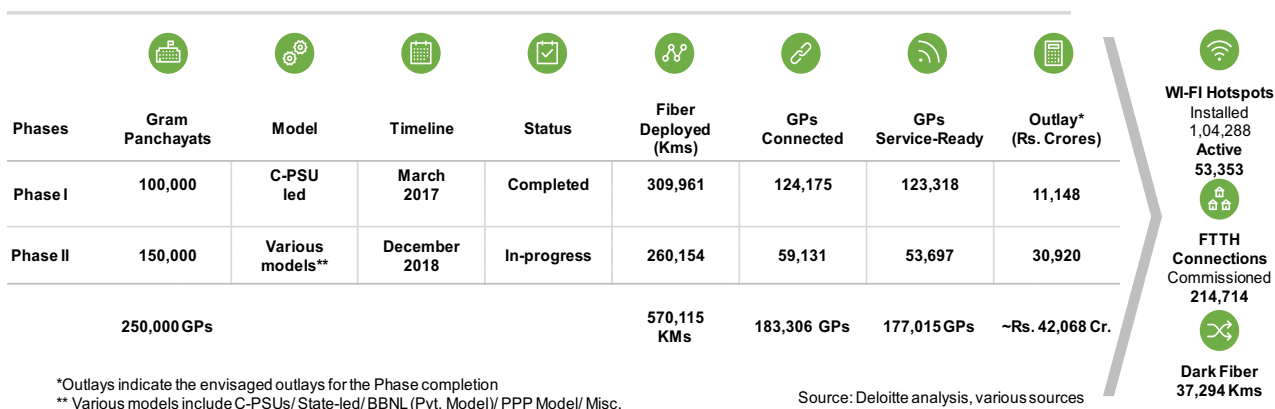 Phases
Gram Panchayats
Model
Timeline
Status
Fiber Deployed (Kms)
GPs Connected
GPs Service-Ready
Outlay* (Rs. Crores)
Phase I
100,000
C-PSU led
March 2017
Completed
309,961
124,175
123,318
11,148
Phase II
150,000
Various models**
December 2018
In-progress
260,154
59,131
53,697
30,920
250,000 GPs
570,115 KMs
183,306 GPs
177,015 GPs
~Rs. 42,068 Cr.
*Outlays indicate the envisaged outlays for the Phase completion
** Various models include C-PSUs/ State-led/ BBNL (Pvt. Model)/ PPP Model/ Misc.
Source: Deloitte analysis, various sources
WI-FI Hotspots
Installed
1,04,288
Active
53,353
FTTH
Connections
Commissioned
214,714
Dark Fiber
37,294 Kms